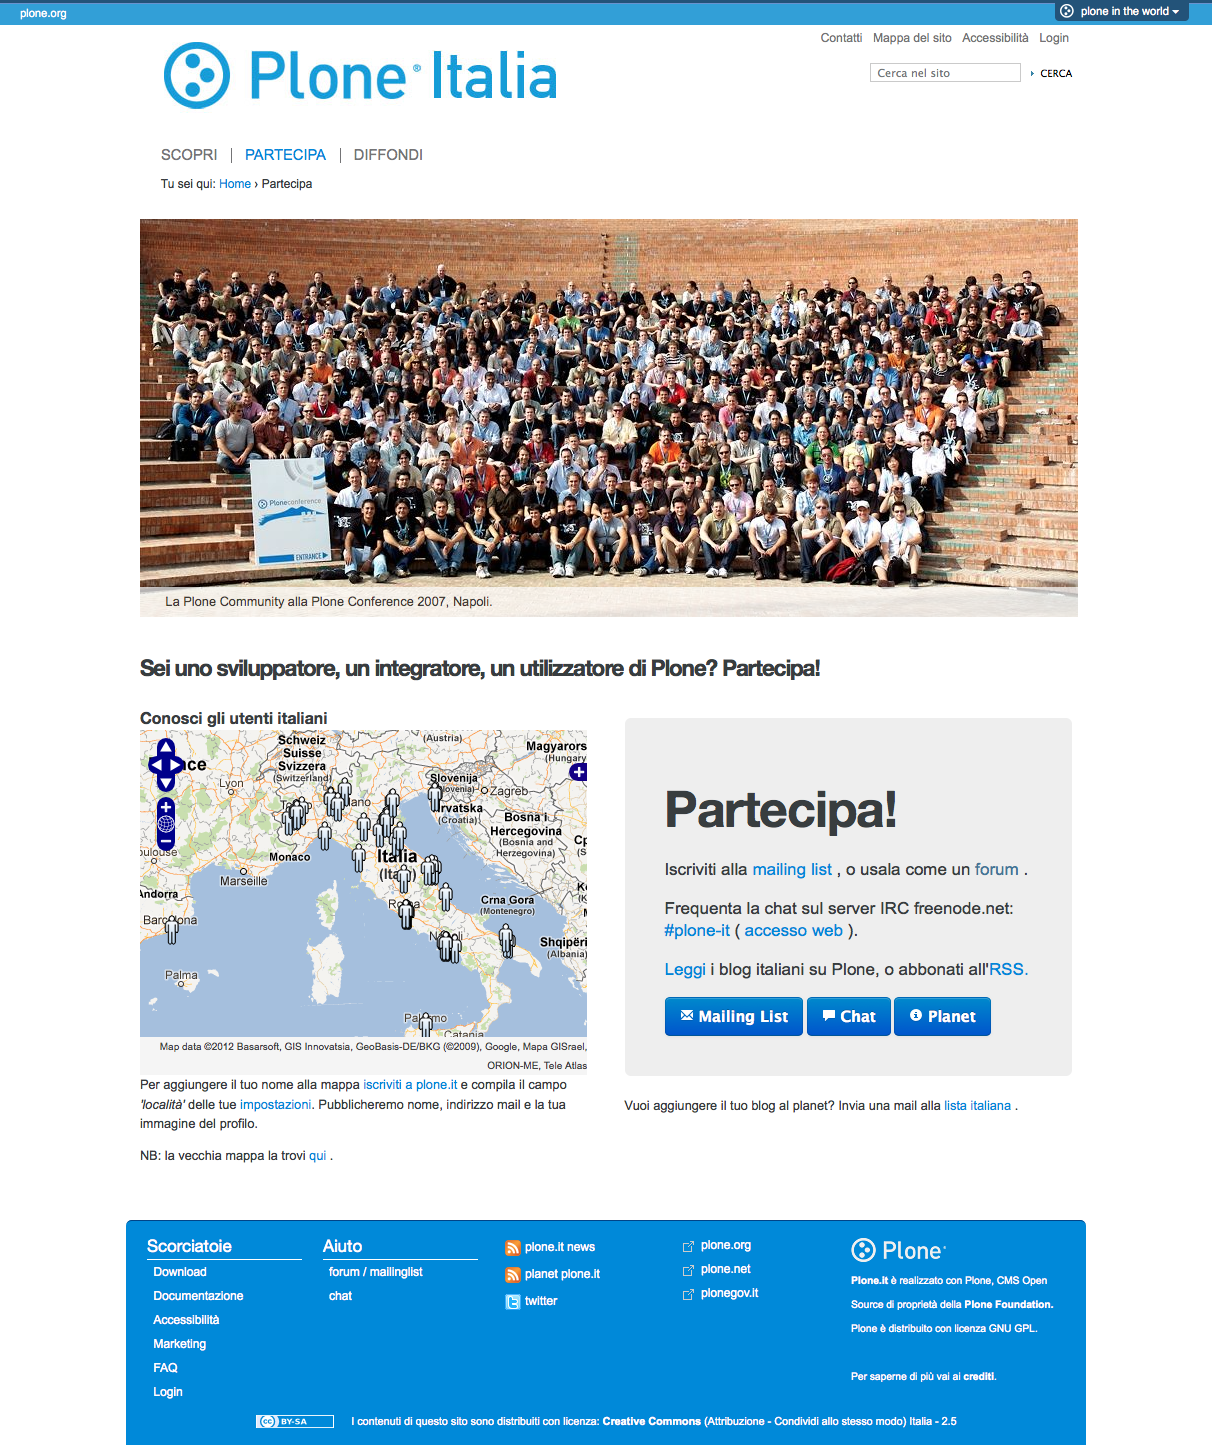 plone.org
plone in the world
Contatti Mappa del sito Accessibilità Login
Plone® Italia
Cerca nel sito
CERCA
SCOPRI | PARTECIPA | DIFFONDI
Tu sei qui: Home › Partecipa
Ploneconference
ENTRANCE
La Plone Community alla Plone Conference 2007, Napoli.
Sei uno sviluppatore, un integratore, un utilizzatore di Plone? Partecipa!
Conosci gli utenti italiani
Schweiz
Suisse
Svizzera
(Switzerland)
(Austria)
Magyarors
(Hungary
Lyon
Slovenija
Zagreb
(Croatia)
Bosna i
Hercegovina
(Bosnia and
Herzegovina)
Monaco
Marseille
Italia
Crna Gora
(Montenegro)
Andorra
Shqipëri
(Albania)
Palma
Catania
Map data ©2012 Basarsoft, GIS Innovatsia, GeoBasis-DE/BKG (©2009), Google, Mapa GISrael,
ORION-ME, Tele Atlas
Per aggiungere il tuo nome alla mappa iscriviti a plone.it e compila il campo
'località' delle tue impostazioni. Pubblicheremo nome, indirizzo mail e la tua
immagine del profilo.
NB: la vecchia mappa la trovi qui .
Partecipa!
Iscriviti alla mailing list , o usala come un forum .
Frequenta la chat sul server IRC freenode.net:
#plone-it ( accesso web ).
Leggi i blog italiani su Plone, o abbonati all'RSS.
Mailing List
Chat
Planet
Vuoi aggiungere il tuo blog al planet? Invia una mail alla lista italiana .
Scorciatoie
Download
Documentazione
Accessibilità
Marketing
FAQ
Login
Aiuto
forum / mailinglist
chat
plone.it news
planet plone.it
twitter
plone.org
plone.net
plonegov.it
Plone
Plone.it è realizzato con Plone, CMS Open
Source di proprietà della Plone Foundation.
Plone è distribuito con licenza GNU GPL.
Per saperne di più vai ai crediti.
cc BY-SA
I contenuti di questo sito sono distribuiti con licenza: Creative Commons (Attribuzione - Condividi allo stesso modo) Italia - 2.5